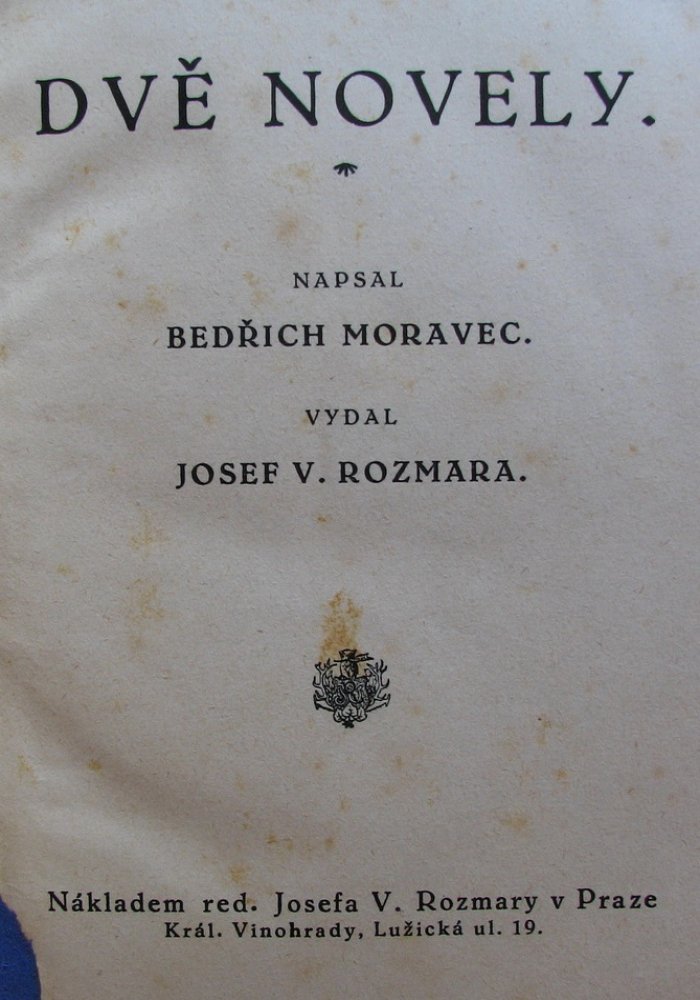 DVĚ NOVELY.
NAPSAL
BEDŘICH MORAVEC.
VYDAL
JOSEF V. ROZMARA.
Nákladem red. Josefa V. Rozmary v Praze
Král. Vinohrady, Lužická ul. 19.